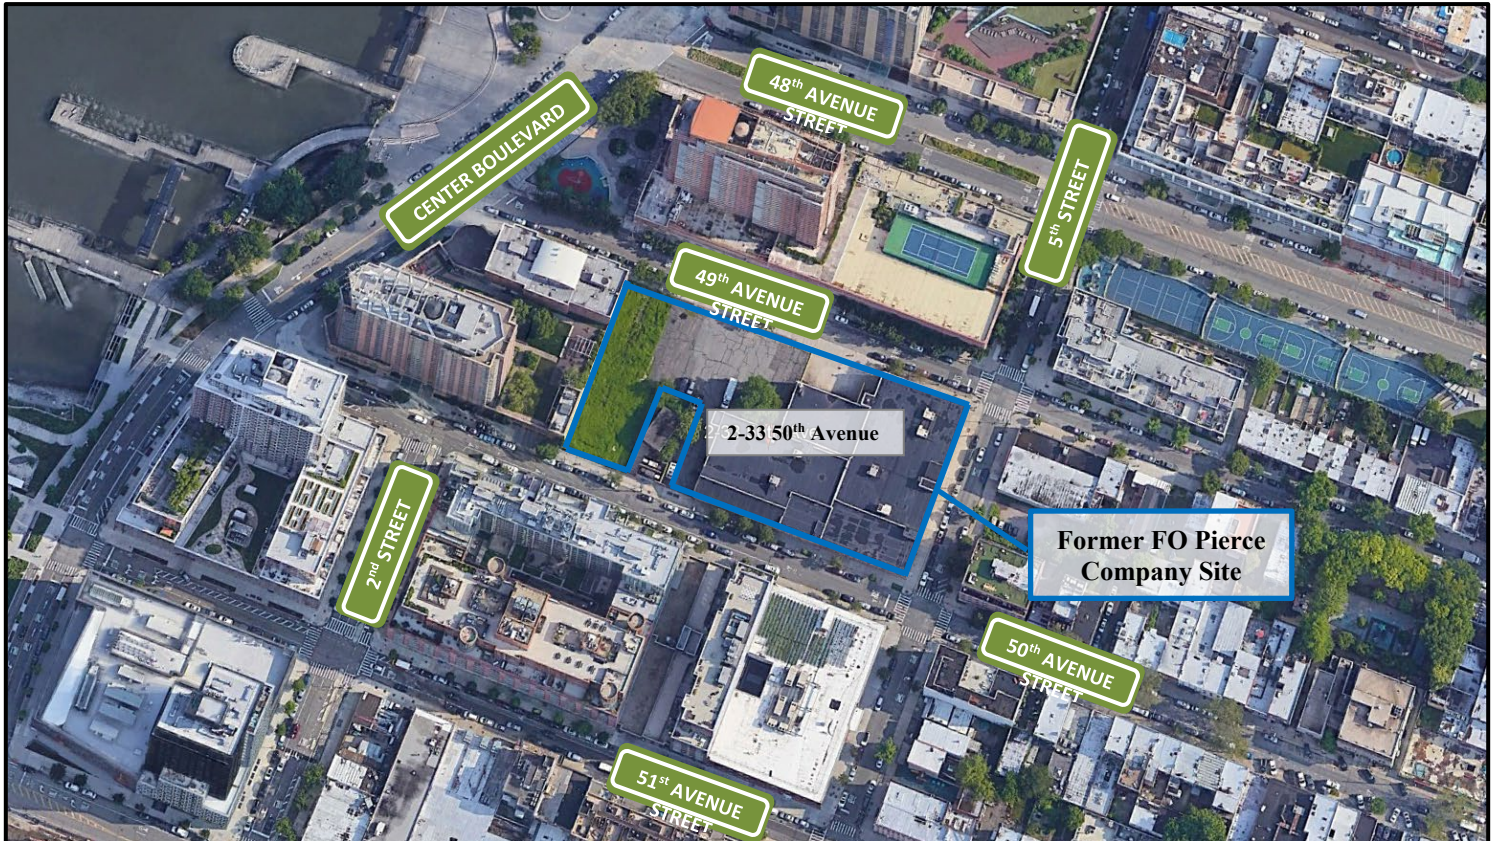 48th AVENUE
STREET
CENTER BOULEVARD
5th STREET
49th AVENUE
STREET
2-33 50th Avenue
2nd STREET
Former FO Pierce
Company Site
50th AVENUE
STREET
51st AVENUE
STREET